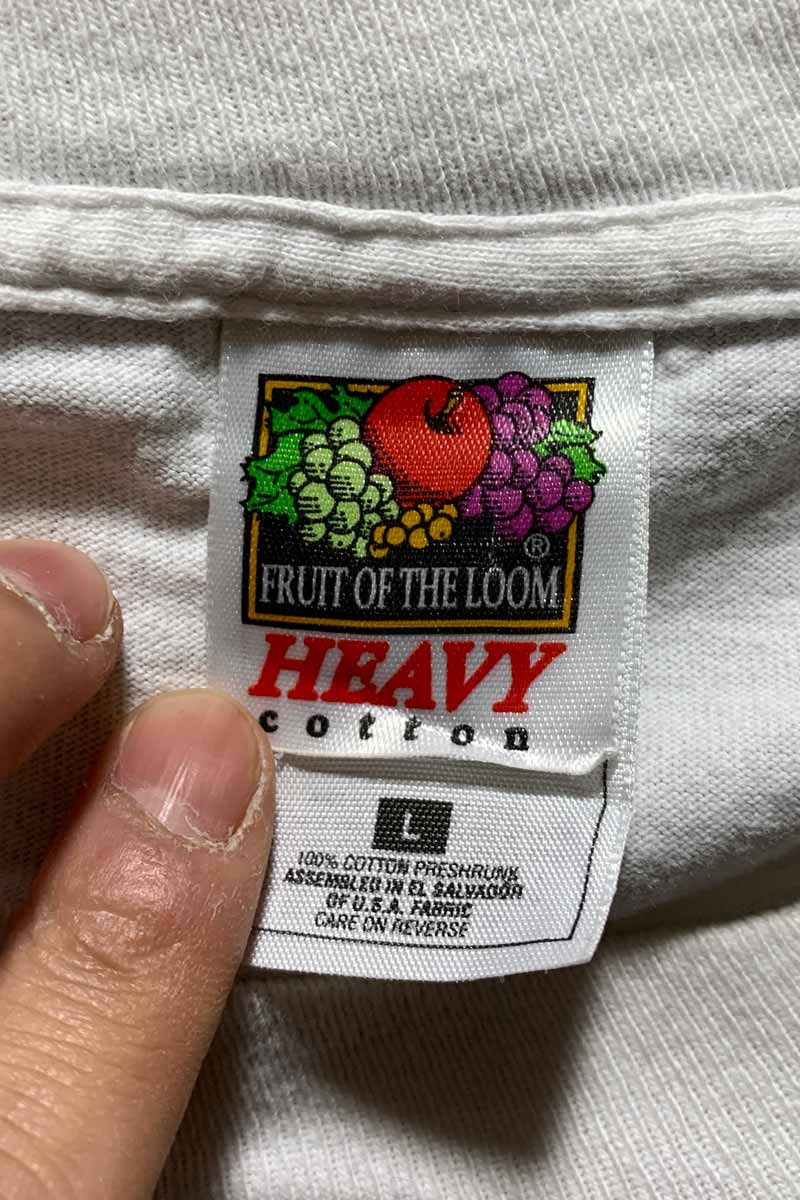 ®
FRUIT OF THE LOOM
HEAVY
cotton
L
100% COTTON PRESHRUNK
ASSEMBLED IN EL SALVADOR
OF U.S.A. FABRIC
CARE ON REVERSE